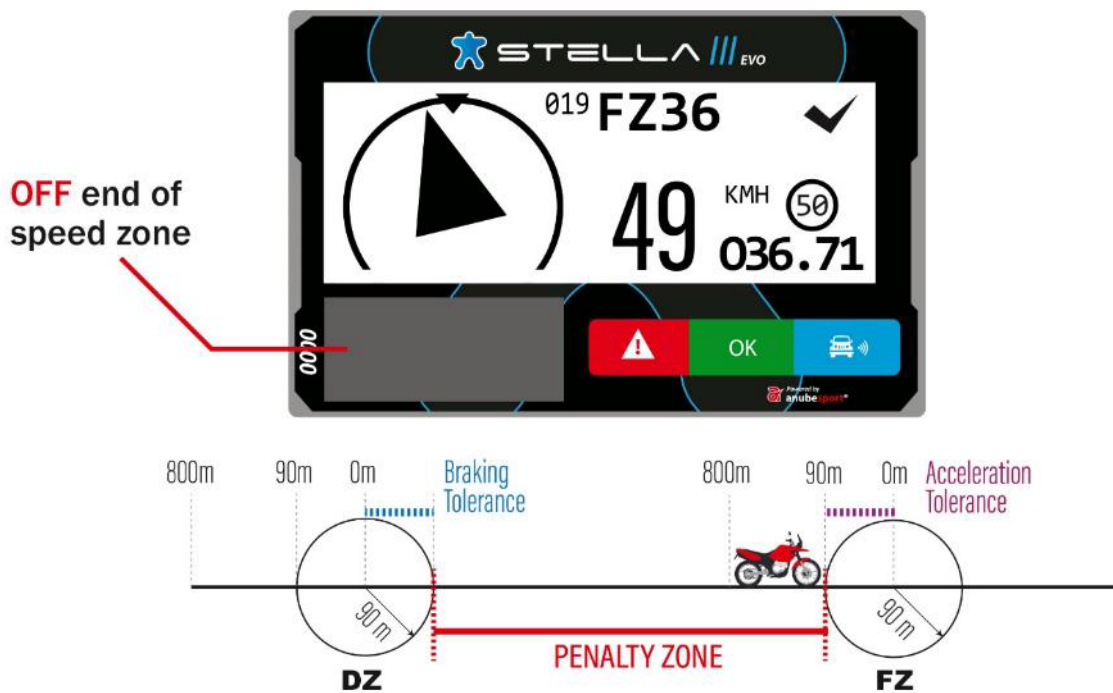 STELLA III EVO
019 FZ36
OFF end of
speed zone
49 KMH 50
036.71
0000
OK
Powered by
anubesport®
800m 90m 0m Braking
Tolerance
800m 90m 0m Acceleration
Tolerance
90 m
90 m
PENALTY ZONE
DZ
FZ